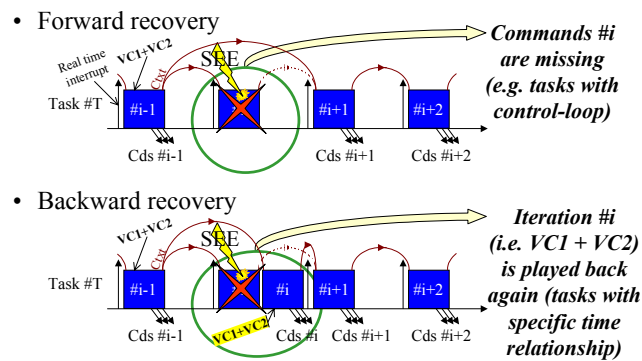 • Forward recovery
Real time
interrupt
VC1+VC2
Ctxt
SEE
Commands #i
are missing
(e.g. tasks with
control-loop)
Task #T
#i-1
#i+1
#i+2
Cds #i-1
Cds #i+1
Cds #i+2
• Backward recovery
VC1+VC2
Ctxt
SEE
Iteration #i
(i.e. VC1 + VC2)
is played back
again (tasks with
specific time
relationship)
Task #T
#i-1
#i
#i+1
#i+2
VC1+VC2
Cds #i-1
Cds #i
Cds #i+1
Cds #i+2